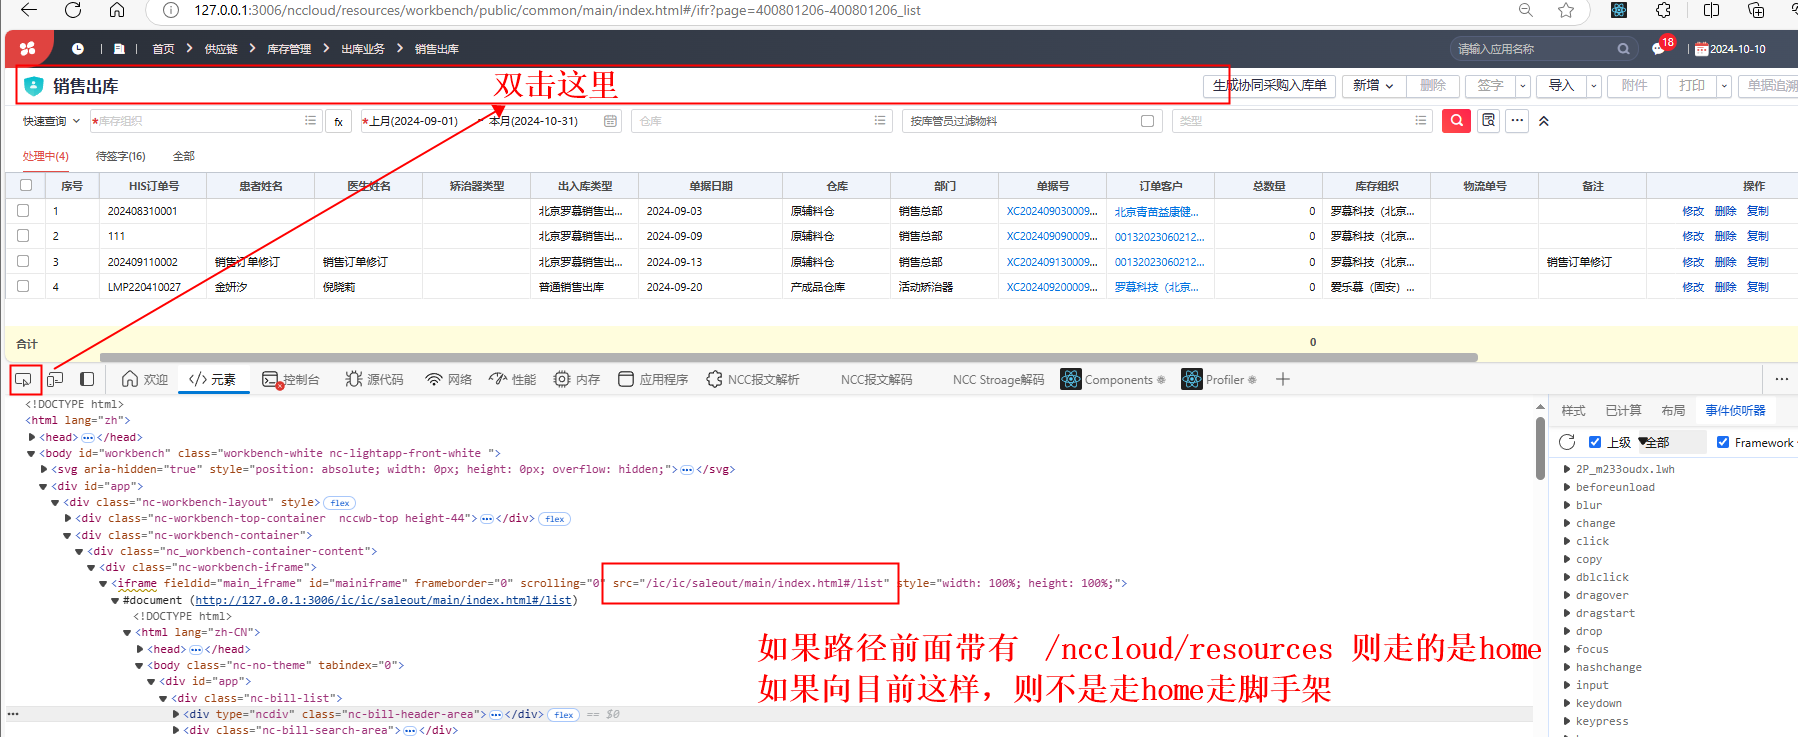 127.0.0.1:3006/nccloud/resources/workbench/public/common/main/index.html#/ifr?page=400801206-400801206_list
首页 > 供应链 > 库存管理 > 出库业务 > 销售出库 请输入应用名称 18 2024-10-10
销售出库 双击这里 生成协同采购入库单 新增 删除 签字 导入 附件 打印 单据追溯
快速查询 *库存组织 fx *上月(2024-09-01) - 本月(2024-10-31) 仓库 按库管员过滤物料 类型
处理中(4) 待签字(16) 全部
序号 HIS订单号 患者姓名 医生姓名 矫治器类型 出入库类型 单据日期 仓库 部门 单据号 订单客户 总数量 库存组织 物流单号 备注 操作
1 202408310001 北京罗慕销售出... 2024-09-03 原辅料仓 销售总部 XC202409030009... 北京青苗益康健... 0 罗慕科技（北京... 修改 删除 复制
2 111 北京罗慕销售出... 2024-09-09 原辅料仓 销售总部 XC202409090009... 00132023060212... 0 罗慕科技（北京... 修改 删除 复制
3 202409110002 销售订单修订 销售订单修订 北京罗慕销售出... 2024-09-13 原辅料仓 销售总部 XC202409130009... 00132023060212... 0 罗慕科技（北京... 销售订单修订 修改 删除 复制
4 LMP220410027 金妍汐 倪晓莉 普通销售出库 2024-09-20 产成品仓库 活动矫治器 XC202409200009... 罗慕科技（北京... 0 爱乐慕（固安）... 修改 删除 复制
合计 0
欢迎 </> 元素 控制台 源代码 网络 性能 内存 应用程序 NCC报文解析 NCC报文解码 NCC Stroage解码 Components Profiler
<!DOCTYPE html>
<html lang="zh">
<head>⋯</head>
<body id="workbench" class="workbench-white nc-lightapp-front-white ">
<svg aria-hidden="true" style="position: absolute; width: 0px; height: 0px; overflow: hidden;">⋯</svg>
<div id="app">
<div class="nc-workbench-layout" style> flex
<div class="nc-workbench-top-container  nccwb-top height-44">⋯</div> flex
<div class="nc-workbench-container">
<div class="nc_workbench-container-content">
<div class="nc-workbench-iframe">
<iframe fieldid="main_iframe" id="mainiframe" frameborder="0" scrolling="0" src="/ic/ic/saleout/main/index.html#/list" style="width: 100%; height: 100%;">
#document (http://127.0.0.1:3006/ic/ic/saleout/main/index.html#/list)
<!DOCTYPE html>
<html lang="zh-CN">
<head>⋯</head>
<body class="nc-no-theme" tabindex="0">
<div id="app">
<div class="nc-bill-list">
<div type="ncdiv" class="nc-bill-header-area">⋯</div> flex == $0
<div class="nc-bill-search-area">⋯</div>
如果路径前面带有 /nccloud/resources 则走的是home
如果向目前这样，则不是走home走脚手架
样式 已计算 布局 事件侦听器
上级 全部 Framework
2P_m233oudx.lwh
beforeunload
blur
change
click
copy
dblclick
dragover
dragstart
drop
focus
hashchange
input
keydown
keypress